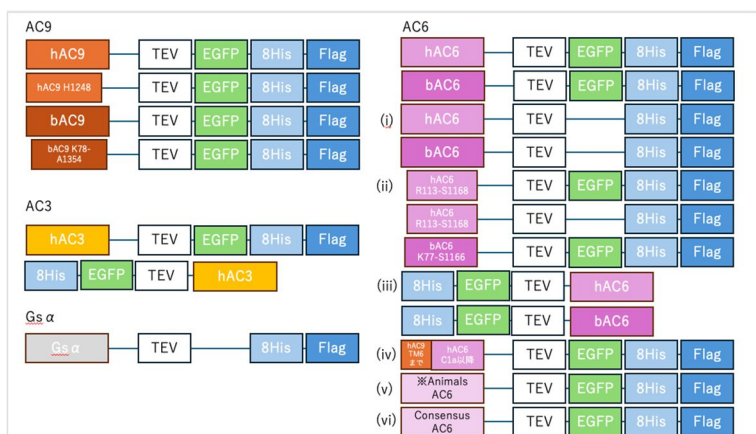 AC9
hAC9 TEV EGFP 8His Flag
hAC9 H1248 TEV EGFP 8His Flag
bAC9 TEV EGFP 8His Flag
bAC9 K78-
A1354 TEV EGFP 8His Flag
AC3
hAC3 TEV EGFP 8His Flag
8His EGFP TEV hAC3
Gs α
Gs α TEV 8His Flag
AC6
hAC6 TEV EGFP 8His Flag
bAC6 TEV EGFP 8His Flag
(i) hAC6 TEV 8His Flag
bAC6 TEV 8His Flag
(ii) hAC6
R113-S1168 TEV EGFP 8His Flag
hAC6
R113-S1168 TEV 8His Flag
bAC6
K77-S1166 TEV EGFP 8His Flag
(iii) 8His EGFP TEV hAC6
8His EGFP TEV bAC6
(iv) hAC9
TM6
まで hAC6
C1a以降 TEV EGFP 8His Flag
(v) ※Animals
AC6 TEV EGFP 8His Flag
(vi) Consensus
AC6 TEV EGFP 8His Flag